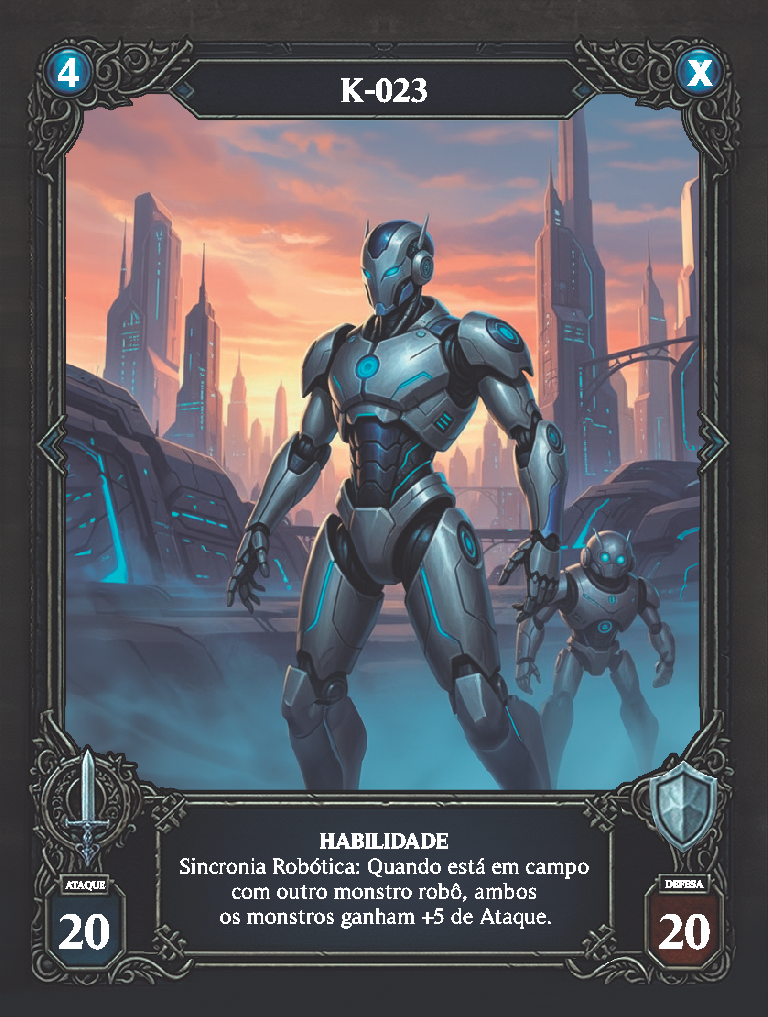 4
K-023
X
HABILIDADE
Sincronia Robótica: Quando está em campo
com outro monstro robô, ambos
os monstros ganham +5 de Ataque.
ATAQUE
20
DEFESA
20